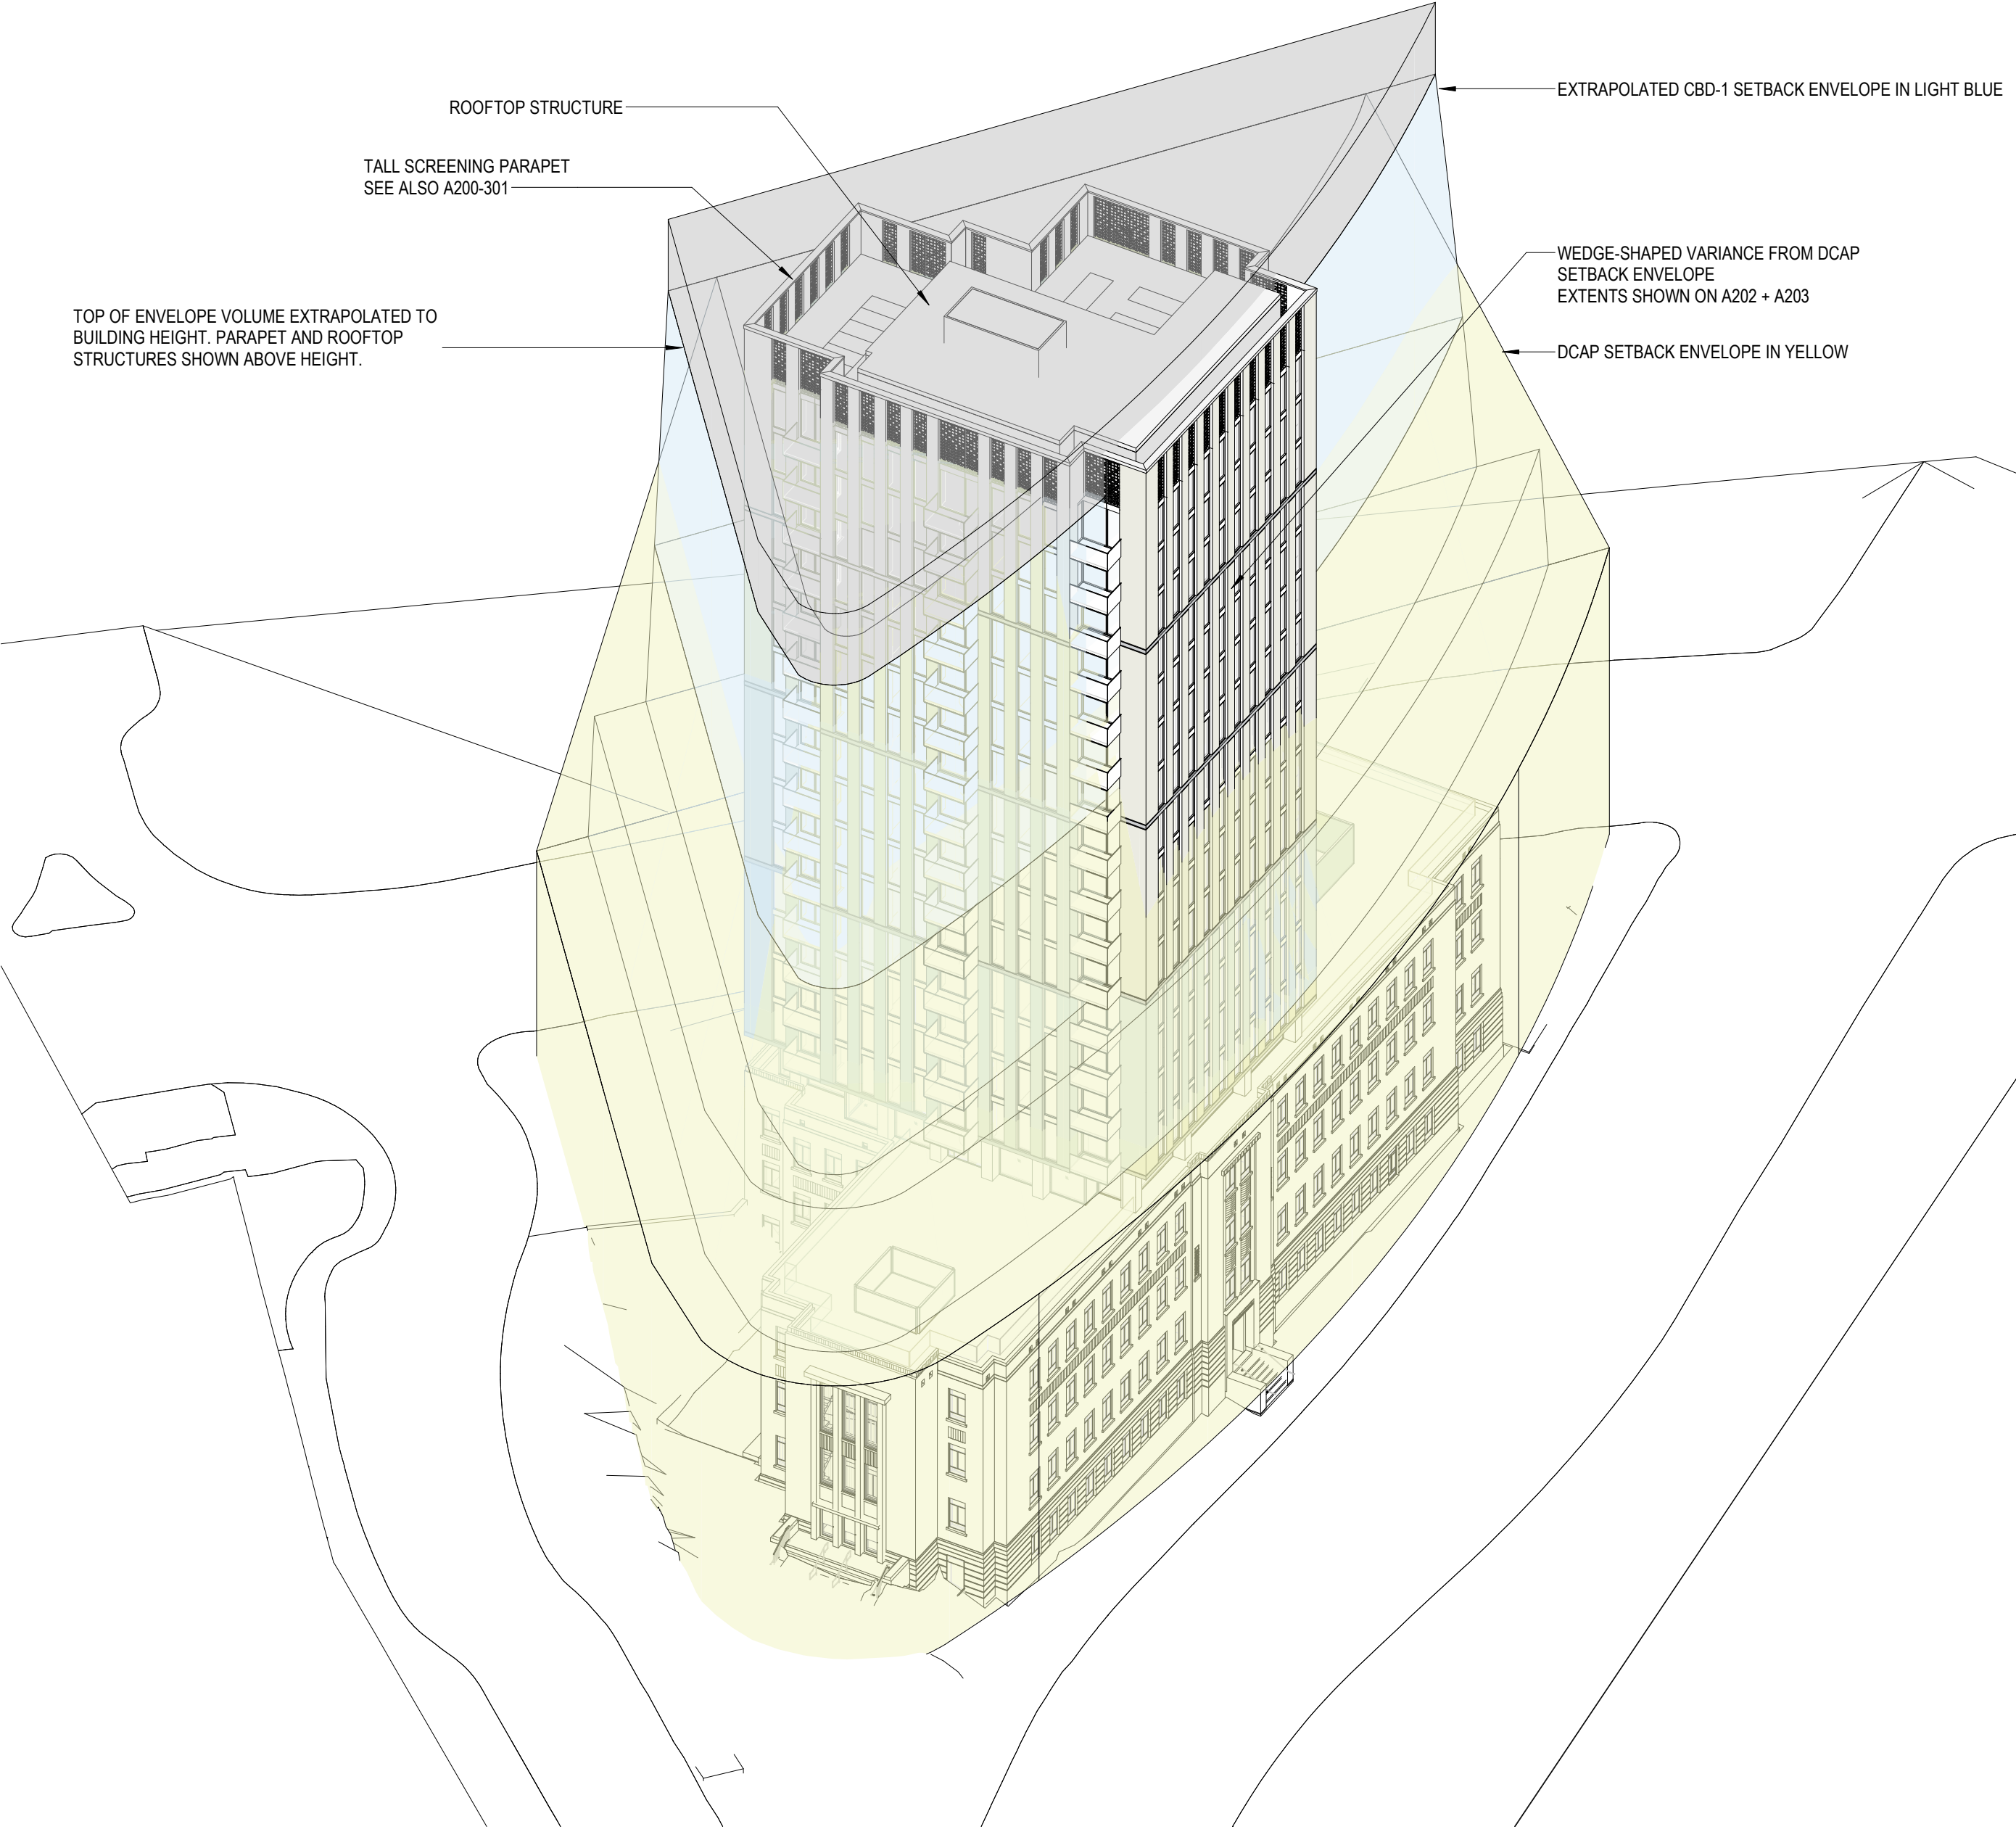 EXTRAPOLATED CBD-1 SETBACK ENVELOPE IN LIGHT BLUE
ROOFTOP STRUCTURE
TALL SCREENING PARAPET
SEE ALSO A200-301
WEDGE-SHAPED VARIANCE FROM DCAP
SETBACK ENVELOPE
EXTENTS SHOWN ON A202 + A203
TOP OF ENVELOPE VOLUME EXTRAPOLATED TO
BUILDING HEIGHT. PARAPET AND ROOFTOP
STRUCTURES SHOWN ABOVE HEIGHT.
DCAP SETBACK ENVELOPE IN YELLOW